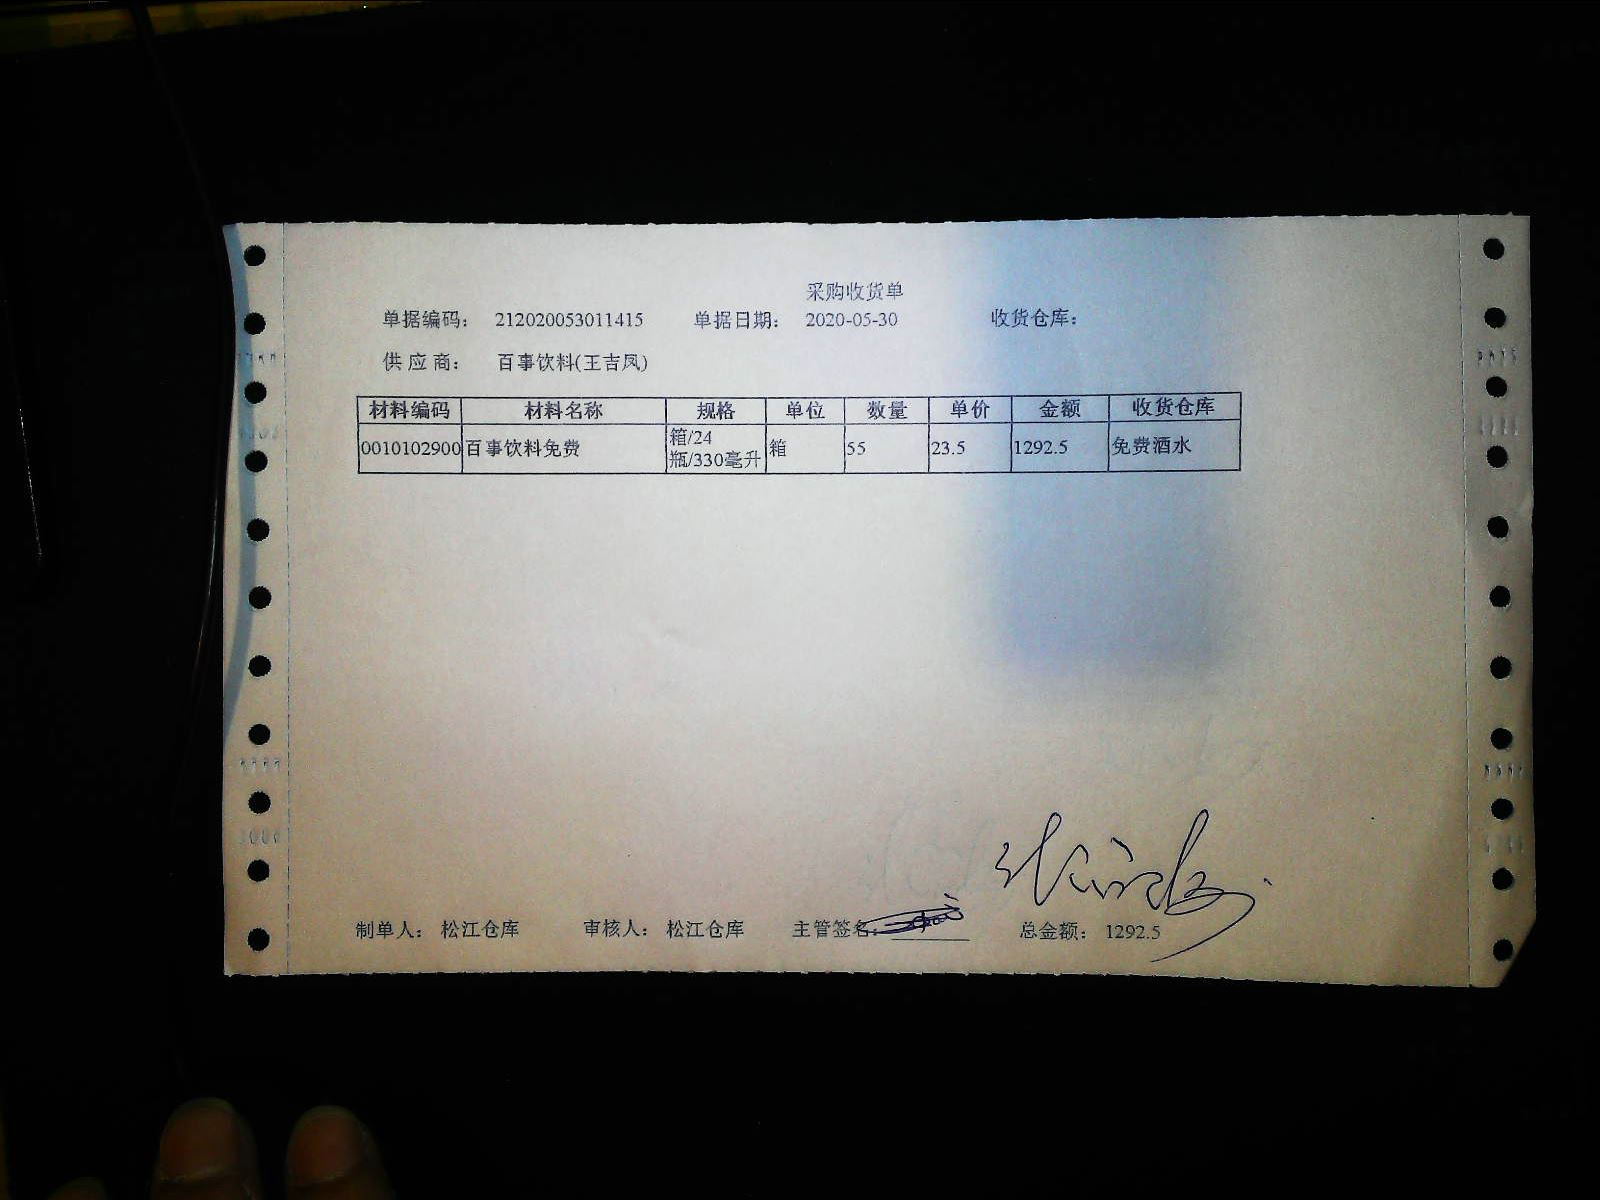 采购收货单
单据编码： 212020053011415 单据日期： 2020-05-30 收货仓库：
供 应 商： 百事饮料(王吉凤)
材料编码 材料名称 规格 单位 数量 单价 金额 收货仓库
0010102900 百事饮料免费 箱/24瓶/330毫升 箱 55 23.5 1292.5 免费酒水
制单人： 松江仓库 审核人： 松江仓库 主管签名： 总金额： 1292.5